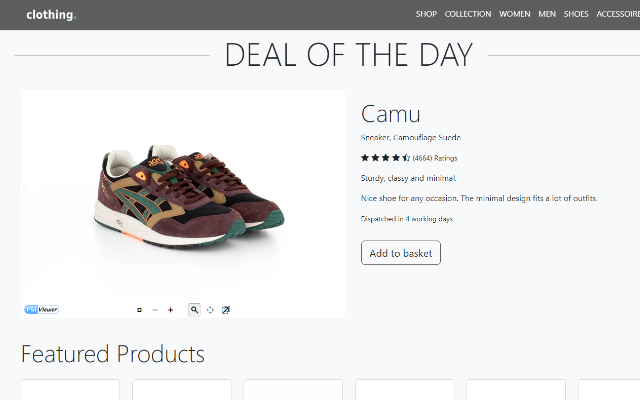 clothing.
SHOP COLLECTION WOMEN MEN SHOES ACCESSOIRE
DEAL OF THE DAY
Camu
Sneaker, Camouflage Suede
(4664) Ratings
Sturdy, classy and minimal.
Nice shoe for any occasion. The minimal design fits a lot of outfits.
Dispatched in 4 working days
Add to basket
FSI Viewer
Featured Products